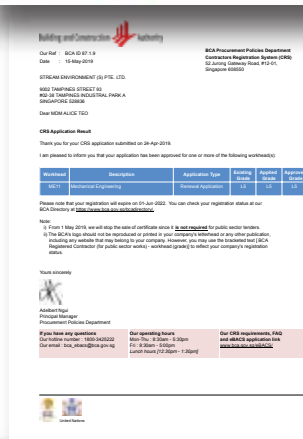 Building and Construction Authority
BCA Procurement Policies Department
Contractors Registration System (CRS)
52 Jurong Gateway Road, #12-01,
Singapore 608550
Our Ref : BCA ID 87.1.9
Date : 15-May-2019
STREAM ENVIRONMENT (S) PTE. LTD.
9002 TAMPINES STREET 93
#02-38 TAMPINES INDUSTRIAL PARK A
SINGAPORE 528836
Dear MDM ALICE TEO
CRS Application Result
Thank you for your CRS application submitted on 24-Apr-2019.
I am pleased to inform you that your application has been approved for one or more of the following workhead(s):
Workhead Description Application Type Existing Grade Applied Grade Approved Grade
ME11 Mechanical Engineering Renewal Application L5 L5 L5
Please note that your registration will expire on 01-Jun-2022. You can check your registration status at our
BCA Directory at https://www.bca.gov.sg/bcadirectory/.
Note:
i) From 1 May 2019, we will stop the sale of certificate since it is not required for public sector tenders.
ii) The BCA's logo should not be reproduced or printed in your company's letterhead or any other publication,
including any website that may belong to your company. However, you may use the bracketed text [ BCA
Registered Contractor (for public sector works) - workhead (grade)] to reflect your company's registration
status.
Yours sincerely
Adelbert Ngui
Principal Manager
Procurement Policies Department
If you have any questions
Our hotline number : 1800-3425222
Our email : bca_ebacs@bca.gov.sg
Our operating hours
Mon-Thu : 8:30am - 5:30pm
Fri : 8:30am - 5:00pm
Lunch hours [12:30pm - 1:30pm]
Our CRS requirements, FAQ
and eBACS application link
www.bca.gov.sg/eBACS/
United Nations